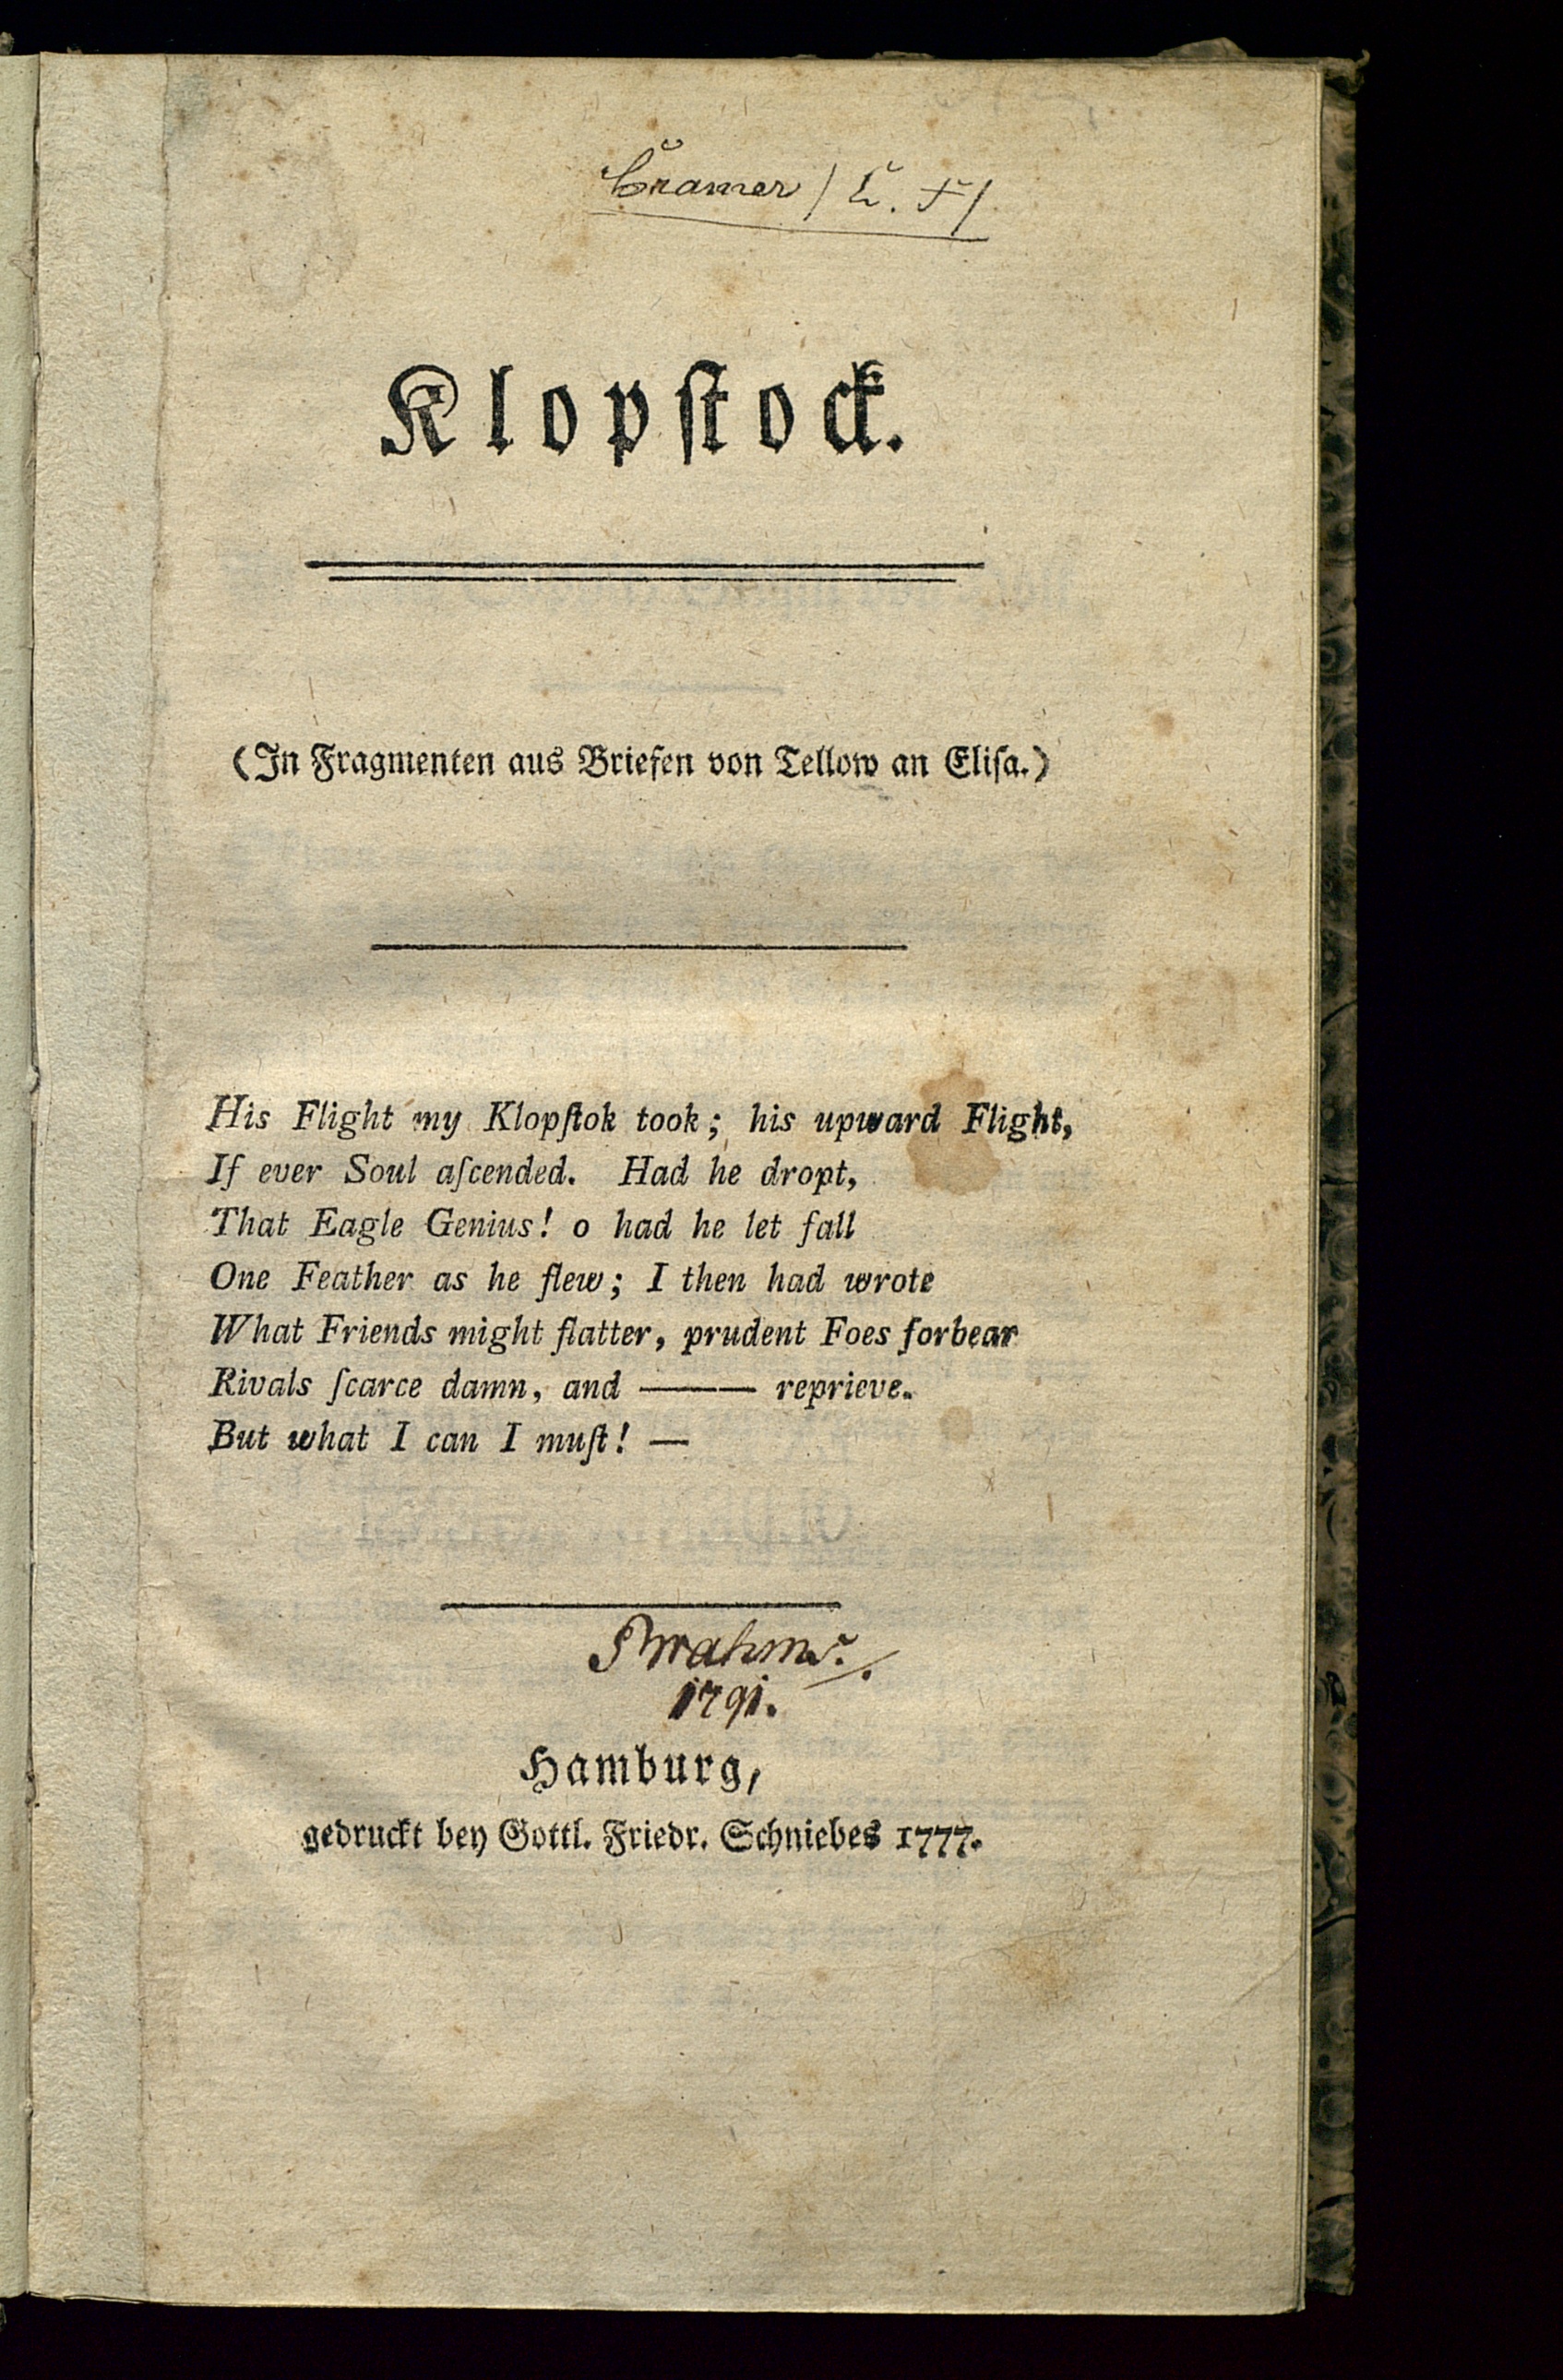 Cramer / C. F /
Klopſtock.
(In Fragmenten aus Briefen von Tellow an Eliſa.)
His Flight my Klopſtok took; his upward Flight,
If ever Soul aſcended. Had he dropt,
That Eagle Genius! o had he let fall
One Feather as he flew; I then had wrote
What Friends might flatter, prudent Foes forbear
Rivals ſcarce damn, and ——— reprieve.
But what I can I muſt! —
1791.
Hamburg,
gedruckt bey Gottl. Friedr. Schniebes 1777.